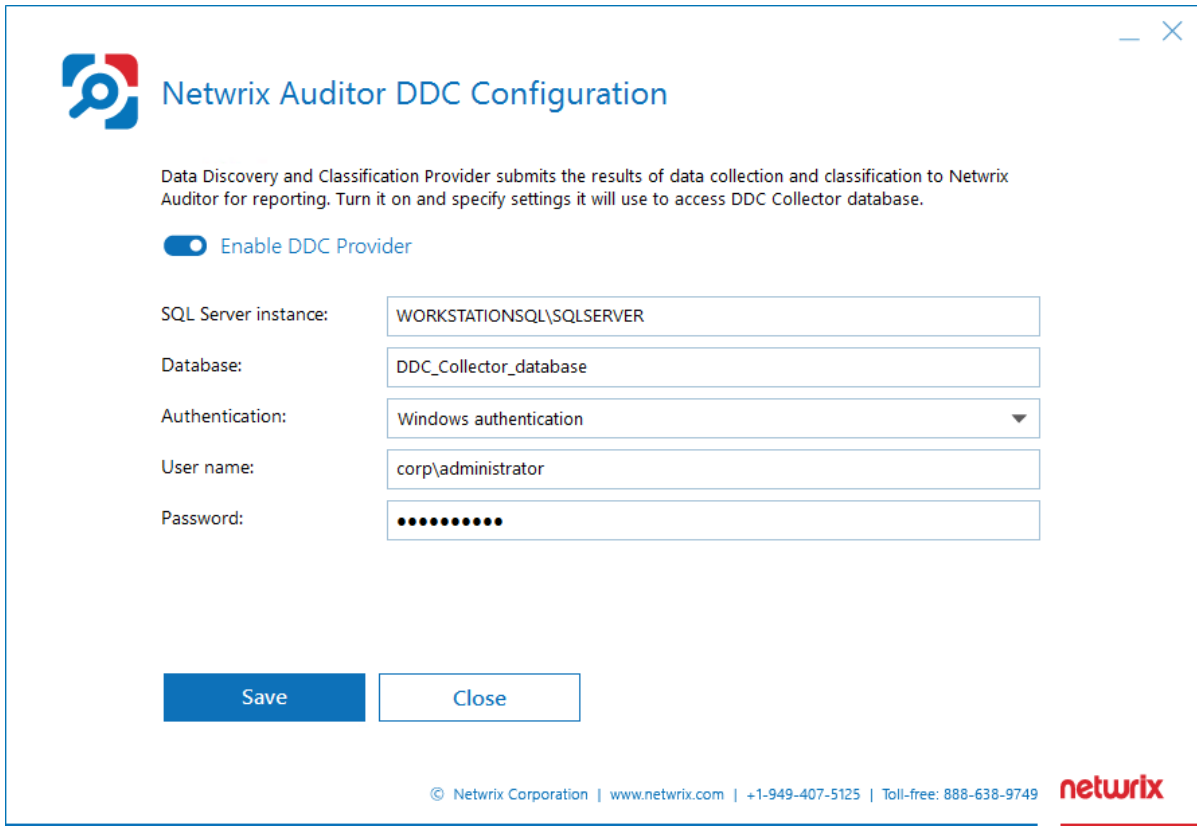 Netwrix Auditor DDC Configuration
Data Discovery and Classification Provider submits the results of data collection and classification to Netwrix
Auditor for reporting. Turn it on and specify settings it will use to access DDC Collector database.
Enable DDC Provider
SQL Server instance: WORKSTATIONSQL\SQLSERVER
Database: DDC_Collector_database
Authentication: Windows authentication
User name: corp\administrator
Password: ●●●●●●●●●●
Save Close
© Netwrix Corporation | www.netwrix.com | +1-949-407-5125 | Toll-free: 888-638-9749 netwrix